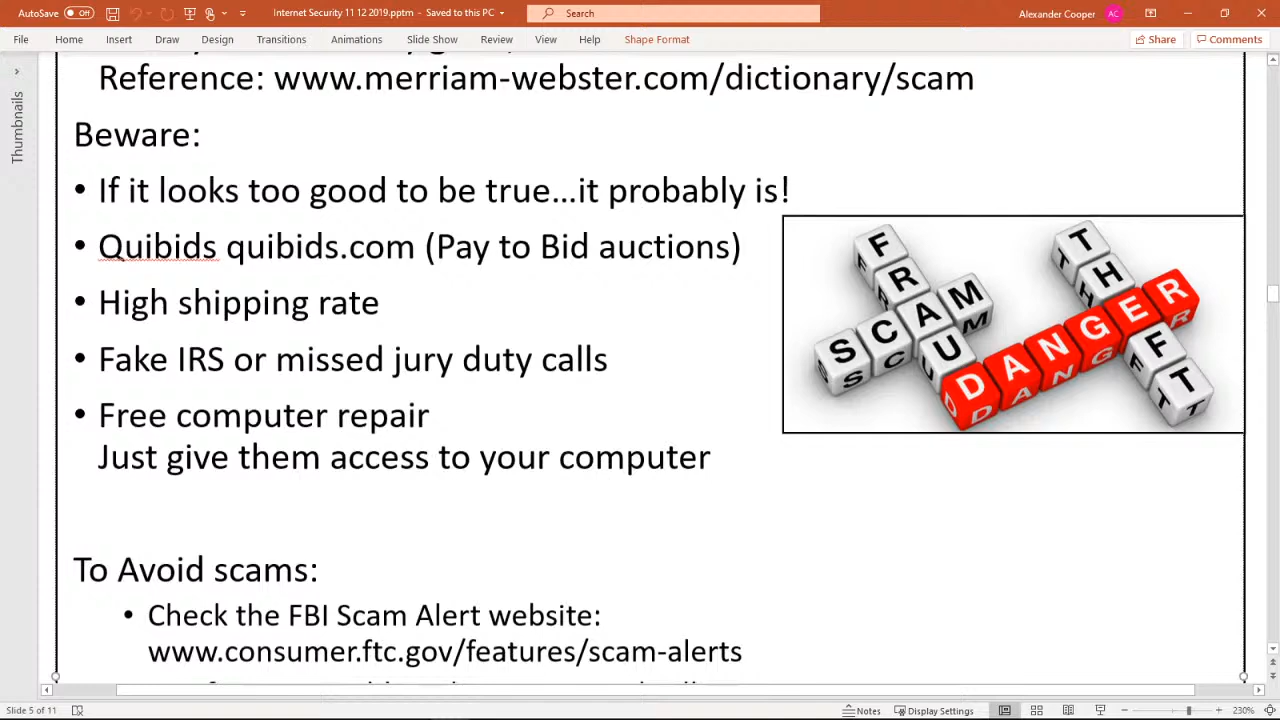 AutoSave Off Internet Security 11 12 2019.pptm - Saved to this PC Search Alexander Cooper AC
File Home Insert Draw Design Transitions Animations Slide Show Review View Help Shape Format Share Comments
Thumbnails
Reference: www.merriam-webster.com/dictionary/scam
Beware:
• If it looks too good to be true...it probably is!
• Quibids quibids.com (Pay to Bid auctions)
• High shipping rate
• Fake IRS or missed jury duty calls
• Free computer repair
Just give them access to your computer
FRAUD
SCAM
DANGER
THEFT
To Avoid scams:
• Check the FBI Scam Alert website:
www.consumer.ftc.gov/features/scam-alerts
Slide 5 of 11 Notes Display Settings 230%